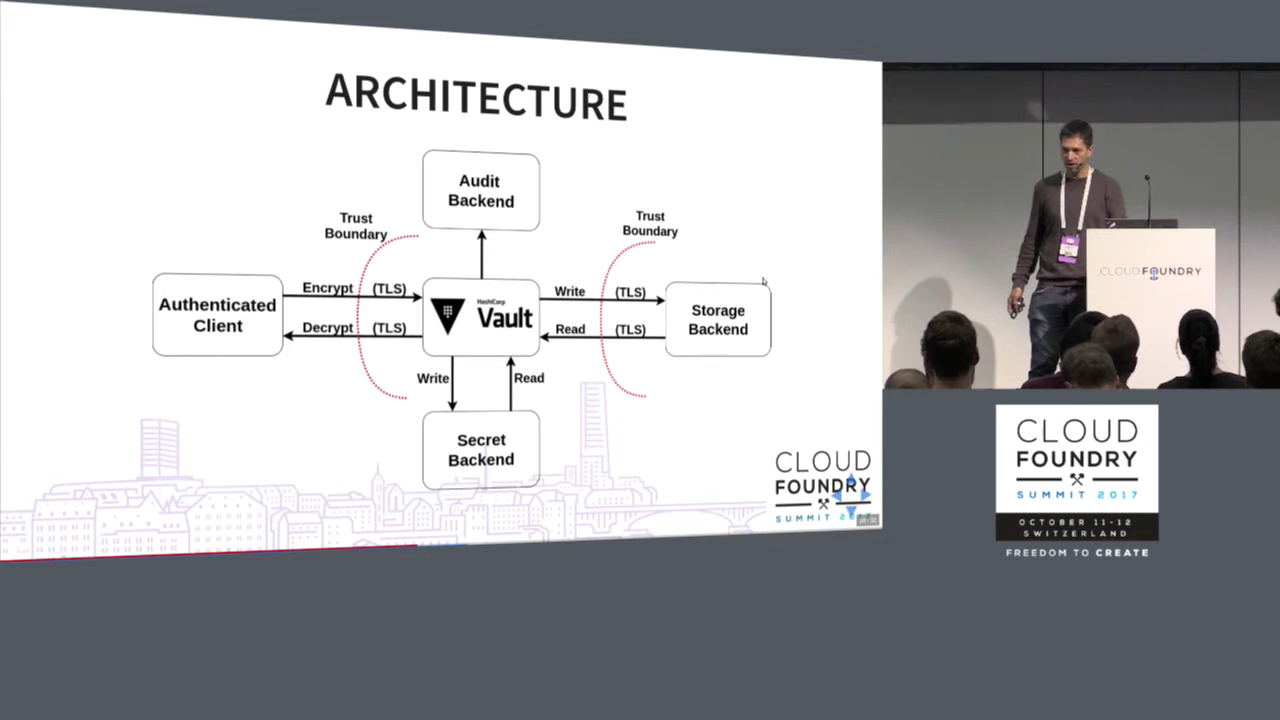 ARCHITECTURE
Audit
Backend
Trust
Boundary
Trust
Boundary
Authenticated
Client
Encrypt (TLS)
Decrypt (TLS)
HashiCorp
Vault
Write (TLS)
Read (TLS)
Storage
Backend
Write
Read
Secret
Backend
CLOUD
FOUNDRY
SUMMIT
CLOUD FOUNDRY
CLOUD
FOUNDRY
SUMMIT 2017
OCTOBER 11-12
SWITZERLAND
FREEDOM TO CREATE